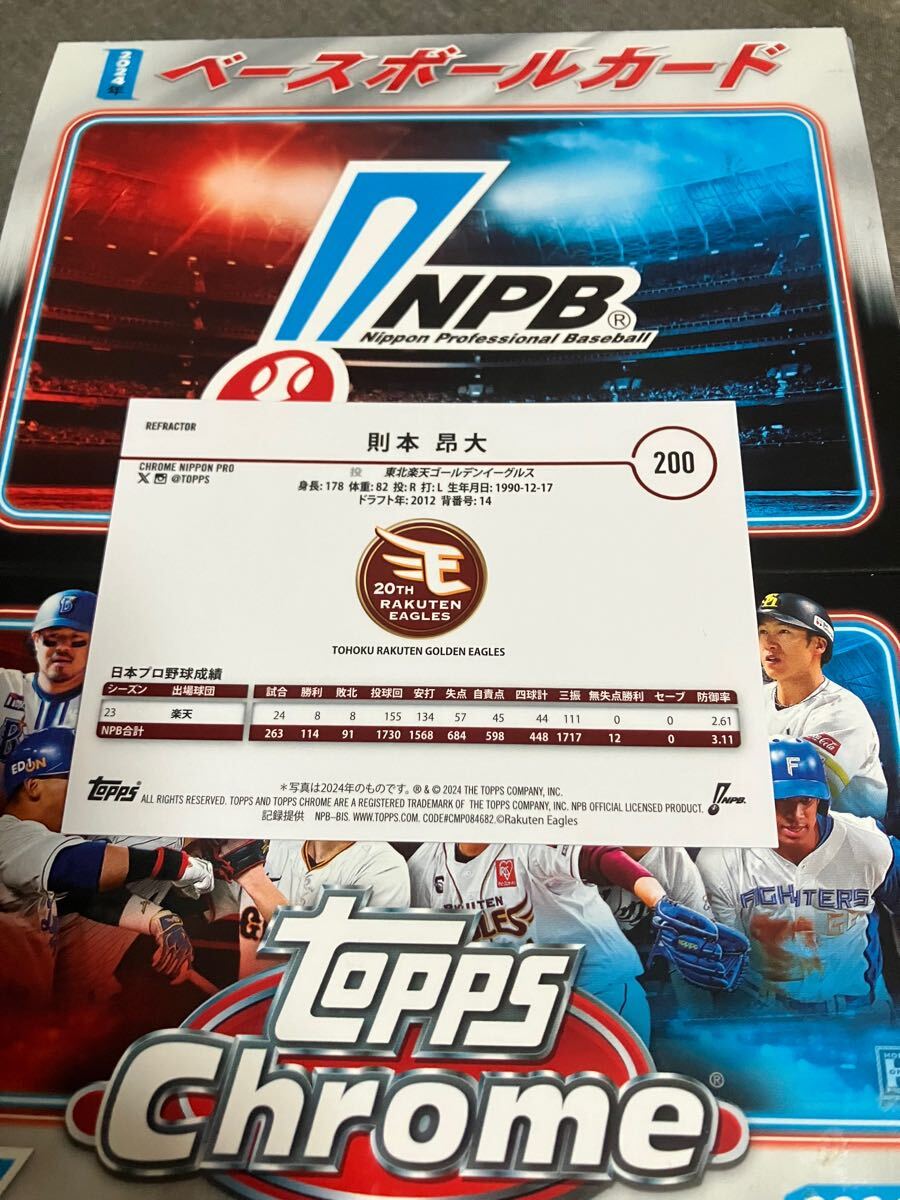 2024年
ベースボールカード
NPB®
Nippon Professional Baseball
REFRACTOR
則本 昂大
200
CHROME NIPPON PRO
@TOPPS
投 東北楽天ゴールデンイーグルス
身長: 178 体重: 82 投: R 打: L 生年月日: 1990-12-17
ドラフト年: 2012 背番号: 14
20TH
RAKUTEN
EAGLES
TOHOKU RAKUTEN GOLDEN EAGLES
日本プロ野球成績
シーズン 出場球団 試合 勝利 敗北 投球回 安打 失点 自責点 四球計 三振 無失点勝利 セーブ 防御率
23 楽天 24 8 8 155 134 57 45 44 111 0 0 2.61
NPB合計 263 114 91 1730 1568 684 598 448 1717 12 0 3.11
topps
＊写真は2024年のものです。® & © 2024 THE TOPPS COMPANY, INC.
ALL RIGHTS RESERVED. TOPPS AND TOPPS CHROME ARE A REGISTERED TRADEMARK OF THE TOPPS COMPANY, INC. NPB OFFICIAL LICENSED PRODUCT.
NPB.
記録提供 NPB-BIS. WWW.TOPPS.COM. CODE#CMP084682.©Rakuten Eagles
EDION
Coca-Cola
F
FIGHTERS
G
RAKUTEN
EAGLES
topps
Chrome®